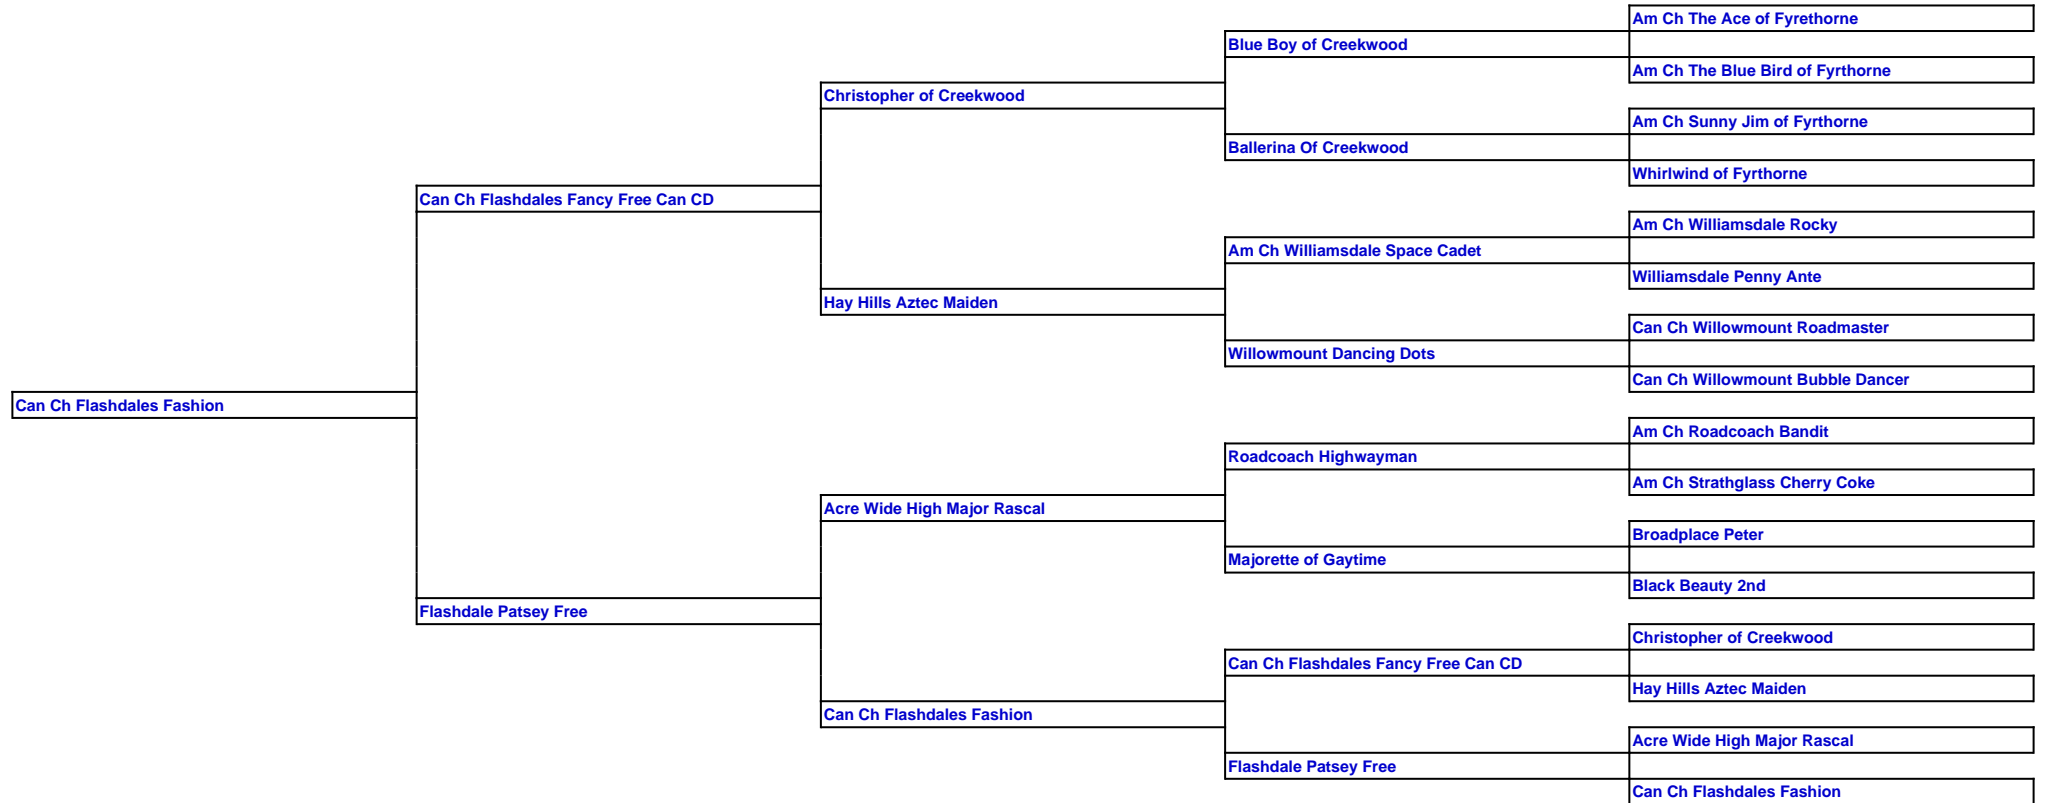 Am Ch The Ace of Fyrethorne
Blue Boy of Creekwood
Am Ch The Blue Bird of Fyrthorne
Christopher of Creekwood
Am Ch Sunny Jim of Fyrthorne
Ballerina Of Creekwood
Whirlwind of Fyrthorne
Can Ch Flashdales Fancy Free Can CD
Am Ch Williamsdale Rocky
Am Ch Williamsdale Space Cadet
Williamsdale Penny Ante
Hay Hills Aztec Maiden
Can Ch Willowmount Roadmaster
Willowmount Dancing Dots
Can Ch Willowmount Bubble Dancer
Can Ch Flashdales Fashion
Am Ch Roadcoach Bandit
Roadcoach Highwayman
Am Ch Strathglass Cherry Coke
Acre Wide High Major Rascal
Broadplace Peter
Majorette of Gaytime
Black Beauty 2nd
Flashdale Patsey Free
Christopher of Creekwood
Can Ch Flashdales Fancy Free Can CD
Hay Hills Aztec Maiden
Can Ch Flashdales Fashion
Acre Wide High Major Rascal
Flashdale Patsey Free
Can Ch Flashdales Fashion